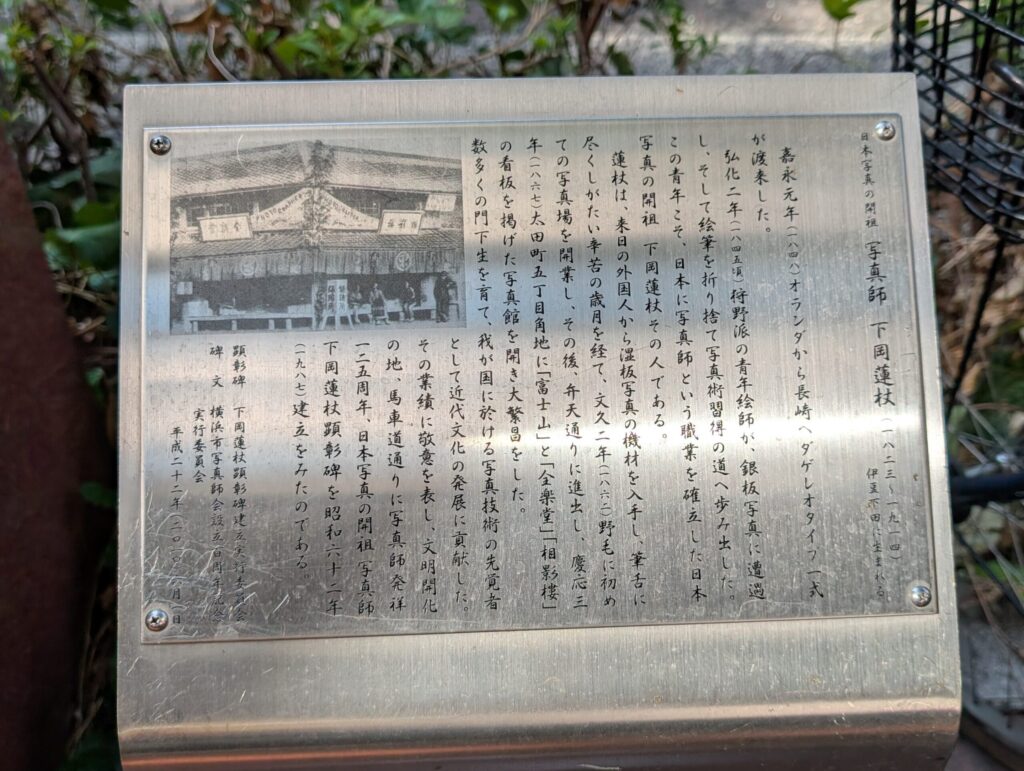 日本写真の開祖 写真師 下岡蓮杖 (一八二三〜一九一四)
伊豆下田に生まれる。
嘉永元年(一八四八)オランダから長崎へダゲレオタイプ一式
が渡来した。
弘化二年(一八四五頃)狩野派の青年絵師が、銀板写真に遭遇
し、そして絵筆を折り捨て写真術習得の道へ歩み出した。
この青年こそ、日本に写真師という職業を確立した日本
写真の開祖 下岡蓮杖その人である。
蓮杖は、来日の外国人から湿板写真の機材を入手し、筆舌に
尽くしがたい辛苦の歳月を経て、文久二年(一八六二)野毛に初め
ての写真場を開業し、その後、弁天通りに進出し、慶応三
年(一八六七)太田町五丁目角地に「富士山」と「全楽堂」「相影楼」
の看板を掲げた写真館を開き大繁昌をした。
数多くの門下生を育て、我が国に於ける写真技術の先覚者
として近代文化の発展に貢献した。
その業績に敬意を表し、文明開化
の地、馬車道通りに写真師発祥
一二五周年、日本写真の開祖 写真師
下岡蓮杖顕彰碑を昭和六十二年
(一九八七)建立をみたのである。
顕彰碑 下岡蓮杖顕彰碑建立実行委員会
碑文 横浜市写真師会設立百周年記念
実行委員会
平成二十二年(二〇一〇)月一日